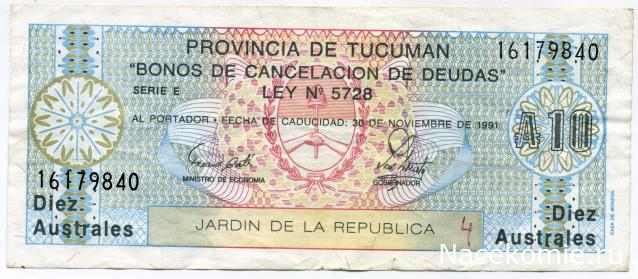 PROVINCIA DE TUCUMAN 16179840
"BONOS DE CANCELACION DE DEUDAS"
SERIE E LEY Nº 5728
AL PORTADOR • FECHA DE CADUCIDAD: 30 DE NOVIEMBRE DE 1991
A 10
16179840 MINISTRO DE ECONOMIA GOBERNADOR
Diez
Australes
Diez
Australes
JARDIN DE LA REPUBLICA 4
CASA DE MONEDA
Nacekomie.ru